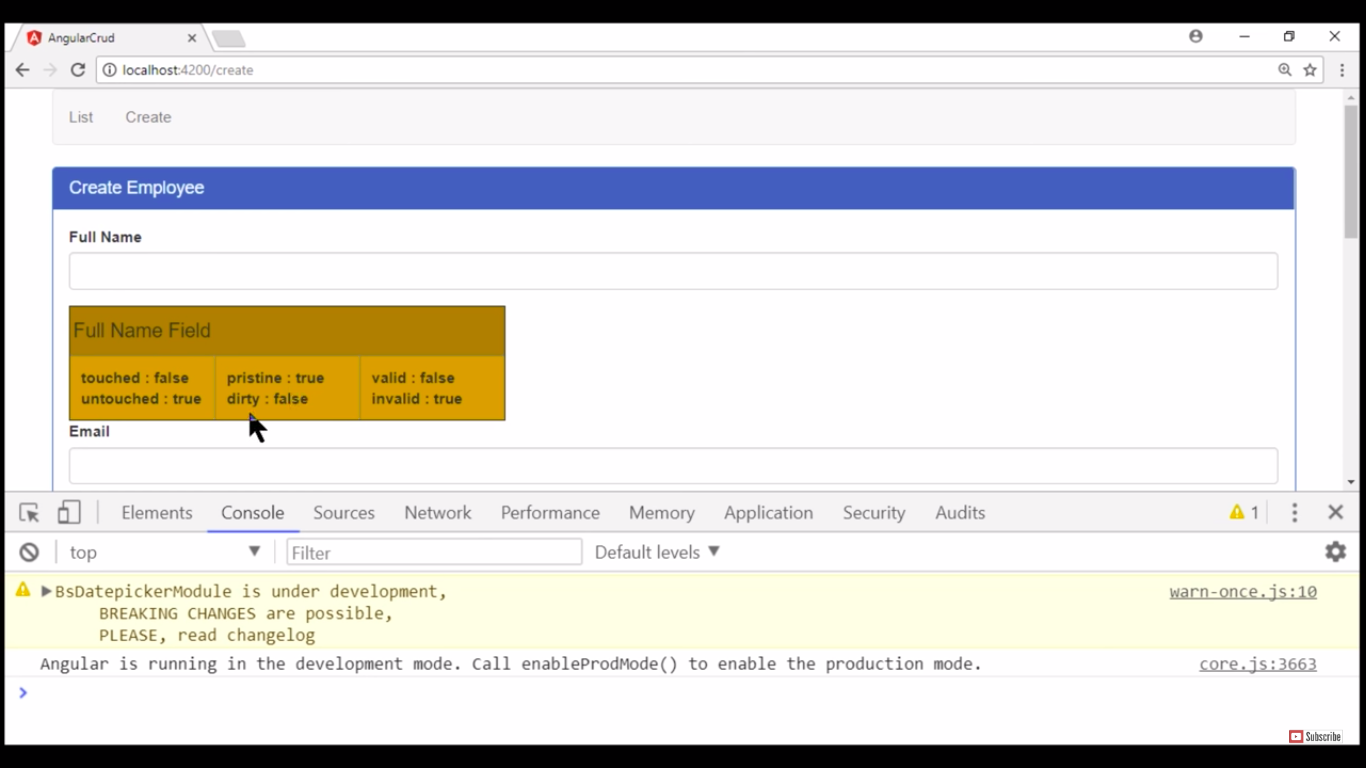 AngularCrud
localhost:4200/create
List Create
Create Employee
Full Name
Full Name Field
touched : false pristine : true valid : false
untouched : true dirty : false invalid : true
Email
Elements Console Sources Network Performance Memory Application Security Audits 1
top Filter Default levels
BsDatepickerModule is under development, warn-once.js:10
BREAKING CHANGES are possible,
PLEASE, read changelog
Angular is running in the development mode. Call enableProdMode() to enable the production mode. core.js:3663
Subscribe